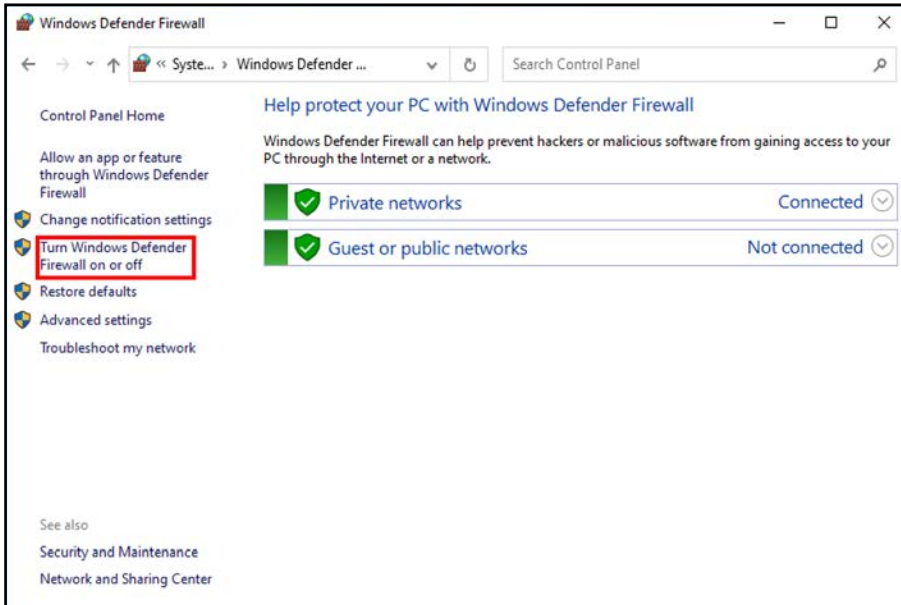 Windows Defender Firewall
« Syste... › Windows Defender ...
Search Control Panel
Control Panel Home
Allow an app or feature
through Windows Defender
Firewall
Change notification settings
Turn Windows Defender
Firewall on or off
Restore defaults
Advanced settings
Troubleshoot my network
See also
Security and Maintenance
Network and Sharing Center
Help protect your PC with Windows Defender Firewall
Windows Defender Firewall can help prevent hackers or malicious software from gaining access to your
PC through the Internet or a network.
Private networks Connected
Guest or public networks Not connected